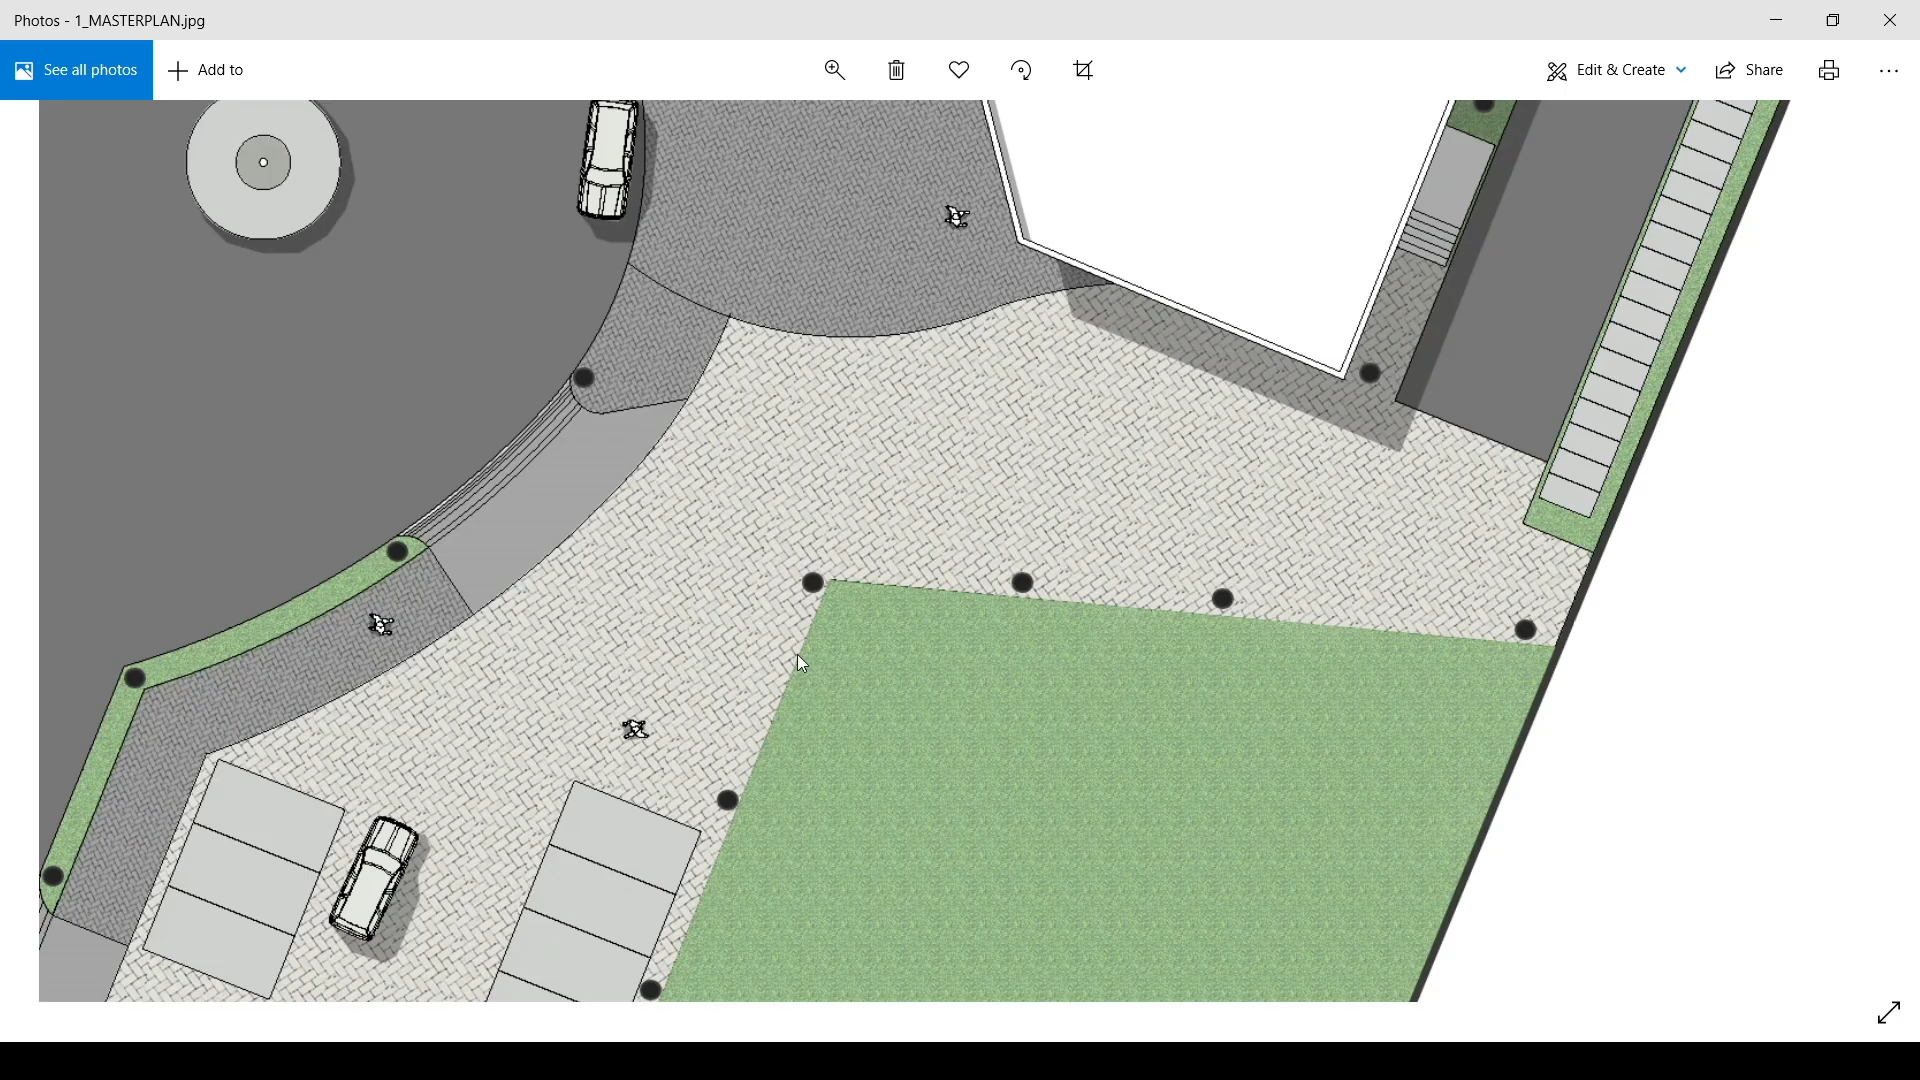 Photos - 1_MASTERPLAN.jpg
See all photos
Add to
Edit & Create
Share